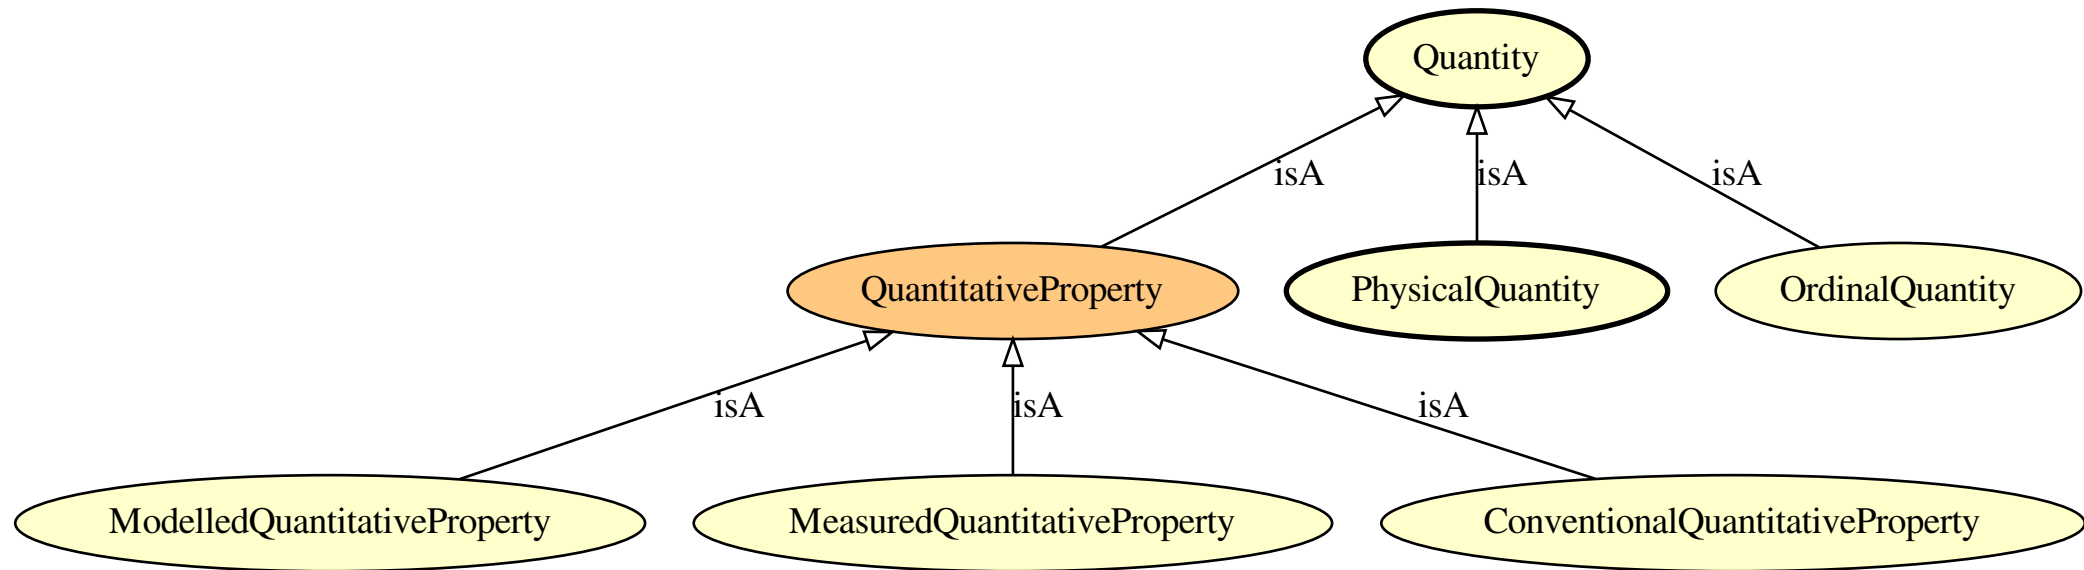 Quantity
isA
isA
isA
QuantitativeProperty
PhysicalQuantity
OrdinalQuantity
isA
isA
isA
ModelledQuantitativeProperty
MeasuredQuantitativeProperty
ConventionalQuantitativeProperty